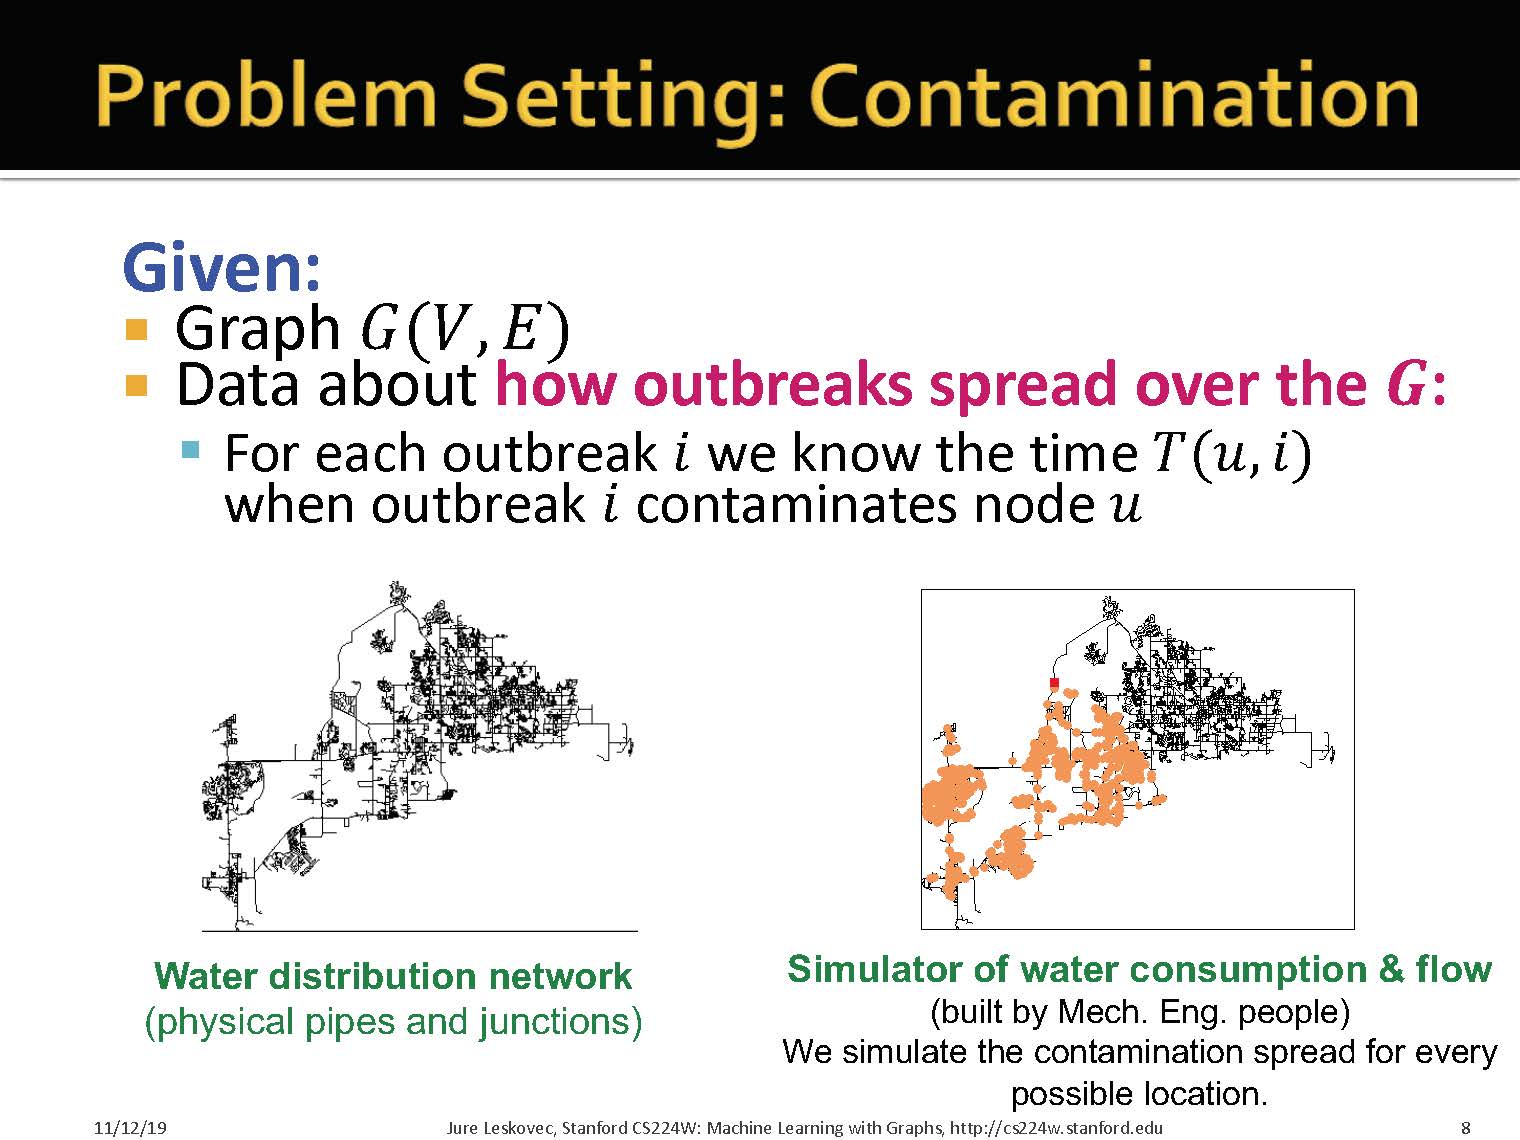 Problem Setting: Contamination
Given:
Graph G(V, E)
Data about how outbreaks spread over the G:
For each outbreak i we know the time T(u, i)
when outbreak i contaminates node u
Water distribution network
(physical pipes and junctions)
Simulator of water consumption & flow
(built by Mech. Eng. people)
We simulate the contamination spread for every
possible location.
11/12/19
Jure Leskovec, Stanford CS224W: Machine Learning with Graphs, http://cs224w.stanford.edu
8